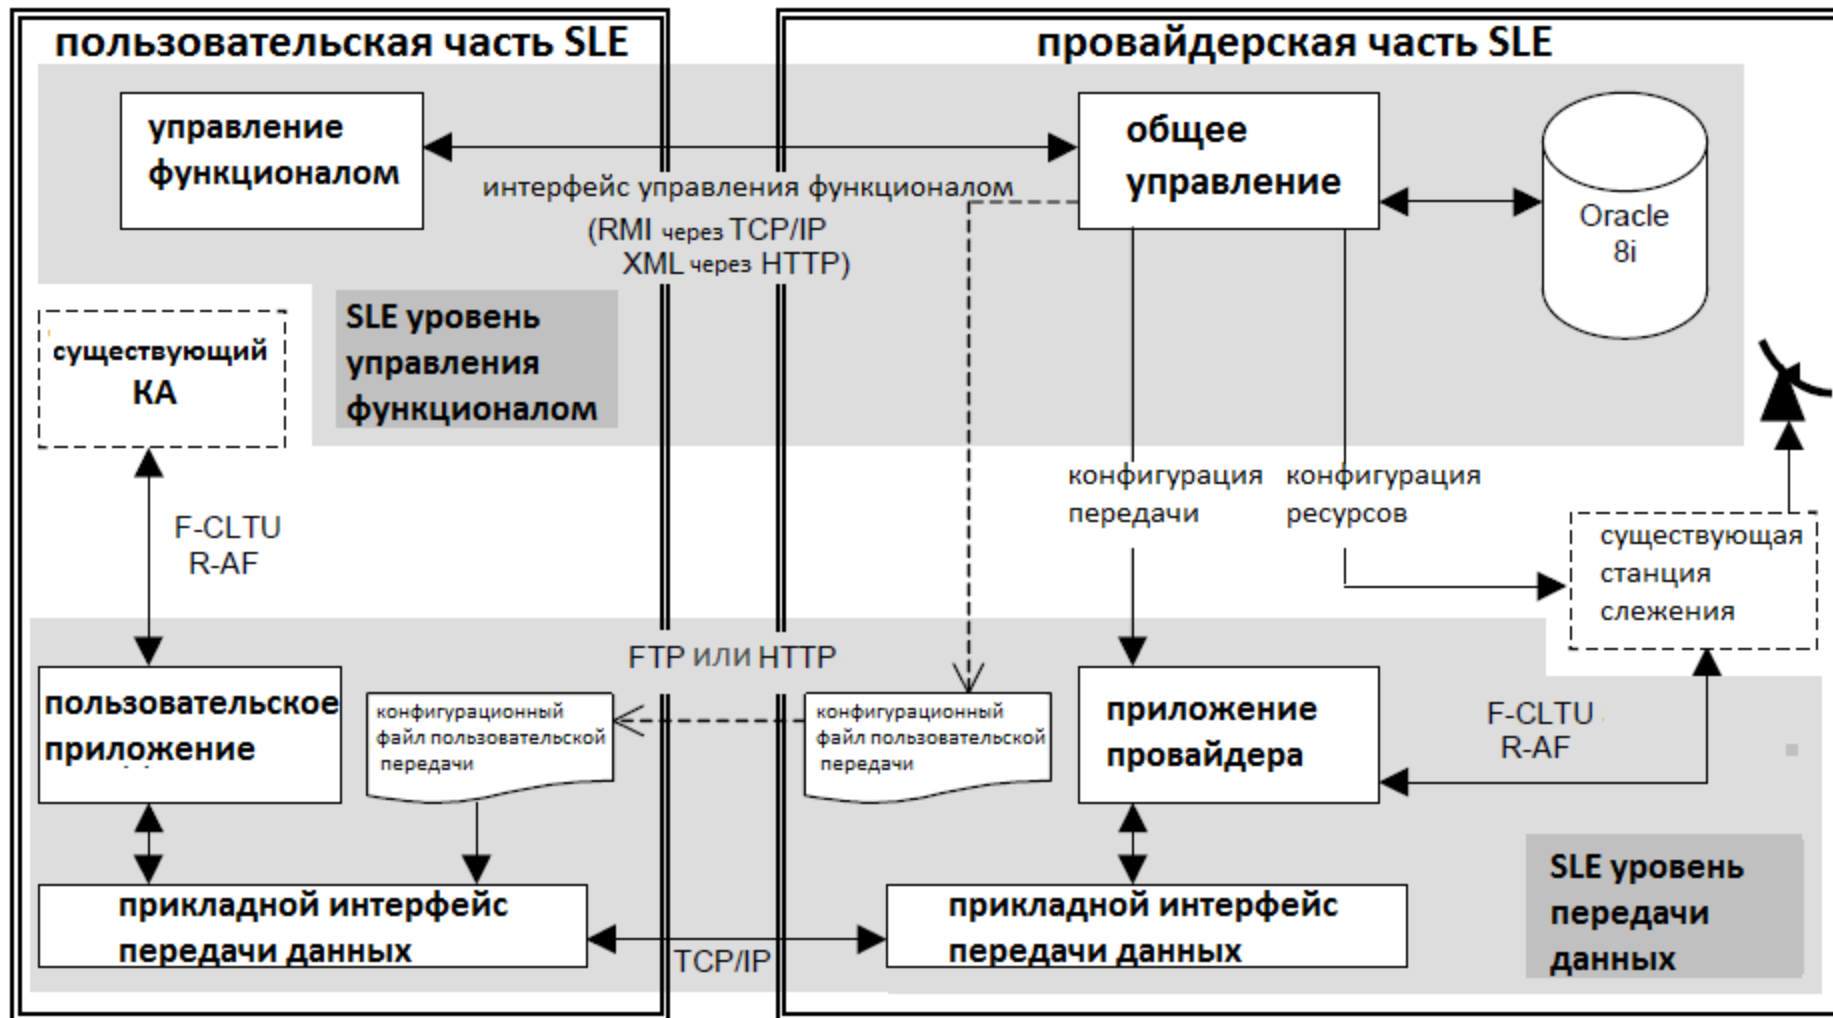 пользовательская часть SLE
провайдерская часть SLE
управление
функционалом
общее
управление
Oracle
8i
интерфейс управления функционалом
(RMI через TCP/IP
XML через HTTP)
SLE уровень
управления
функционалом
существующий
КА
F-CLTU
R-AF
конфигурация
передачи
конфигурация
ресурсов
существующая
станция
слежения
FTP или HTTP
пользовательское
приложение
конфигурационный
файл пользовательской
передачи
конфигурационный
файл пользовательской
передачи
приложение
провайдера
F-CLTU
R-AF
прикладной интерфейс
передачи данных
TCP/IP
прикладной интерфейс
передачи данных
SLE уровень
передачи
данных